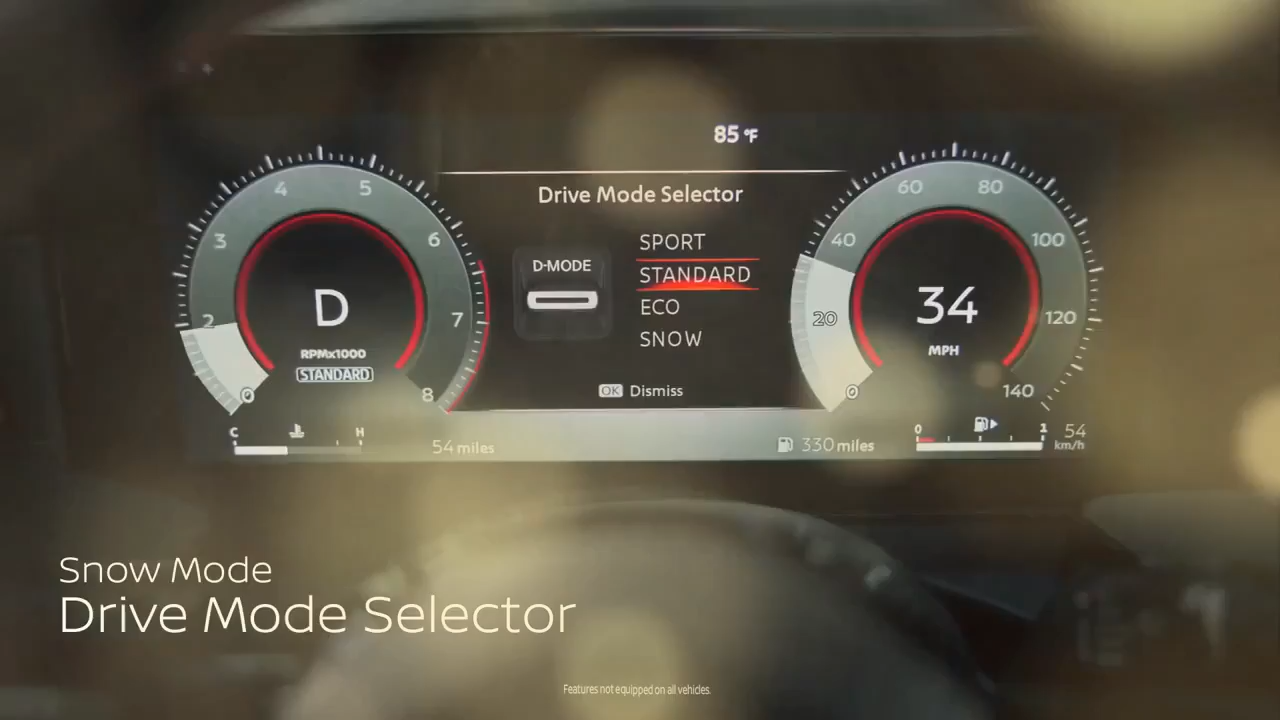 85 °F
Drive Mode Selector
SPORT
STANDARD
ECO
SNOW
D-MODE
OK Dismiss
0
2
3
4
5
6
7
8
D
RPMx1000
STANDARD
C
H
54 miles
0
20
40
60
80
100
120
140
34
MPH
330 miles
0
1
54
km/h
Snow Mode
Drive Mode Selector
Features not equipped on all vehicles.